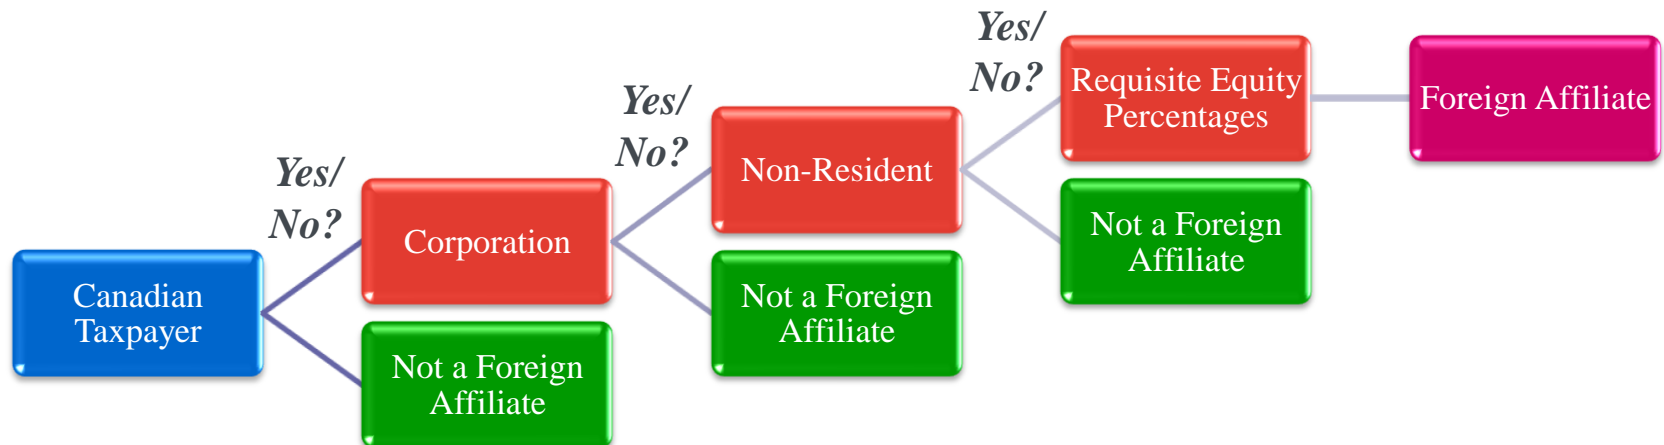 Canadian
Taxpayer
Yes/
No?
Corporation
Not a Foreign
Affiliate
Yes/
No?
Non-Resident
Not a Foreign
Affiliate
Yes/
No?
Requisite Equity
Percentages
Not a Foreign
Affiliate
Foreign Affiliate